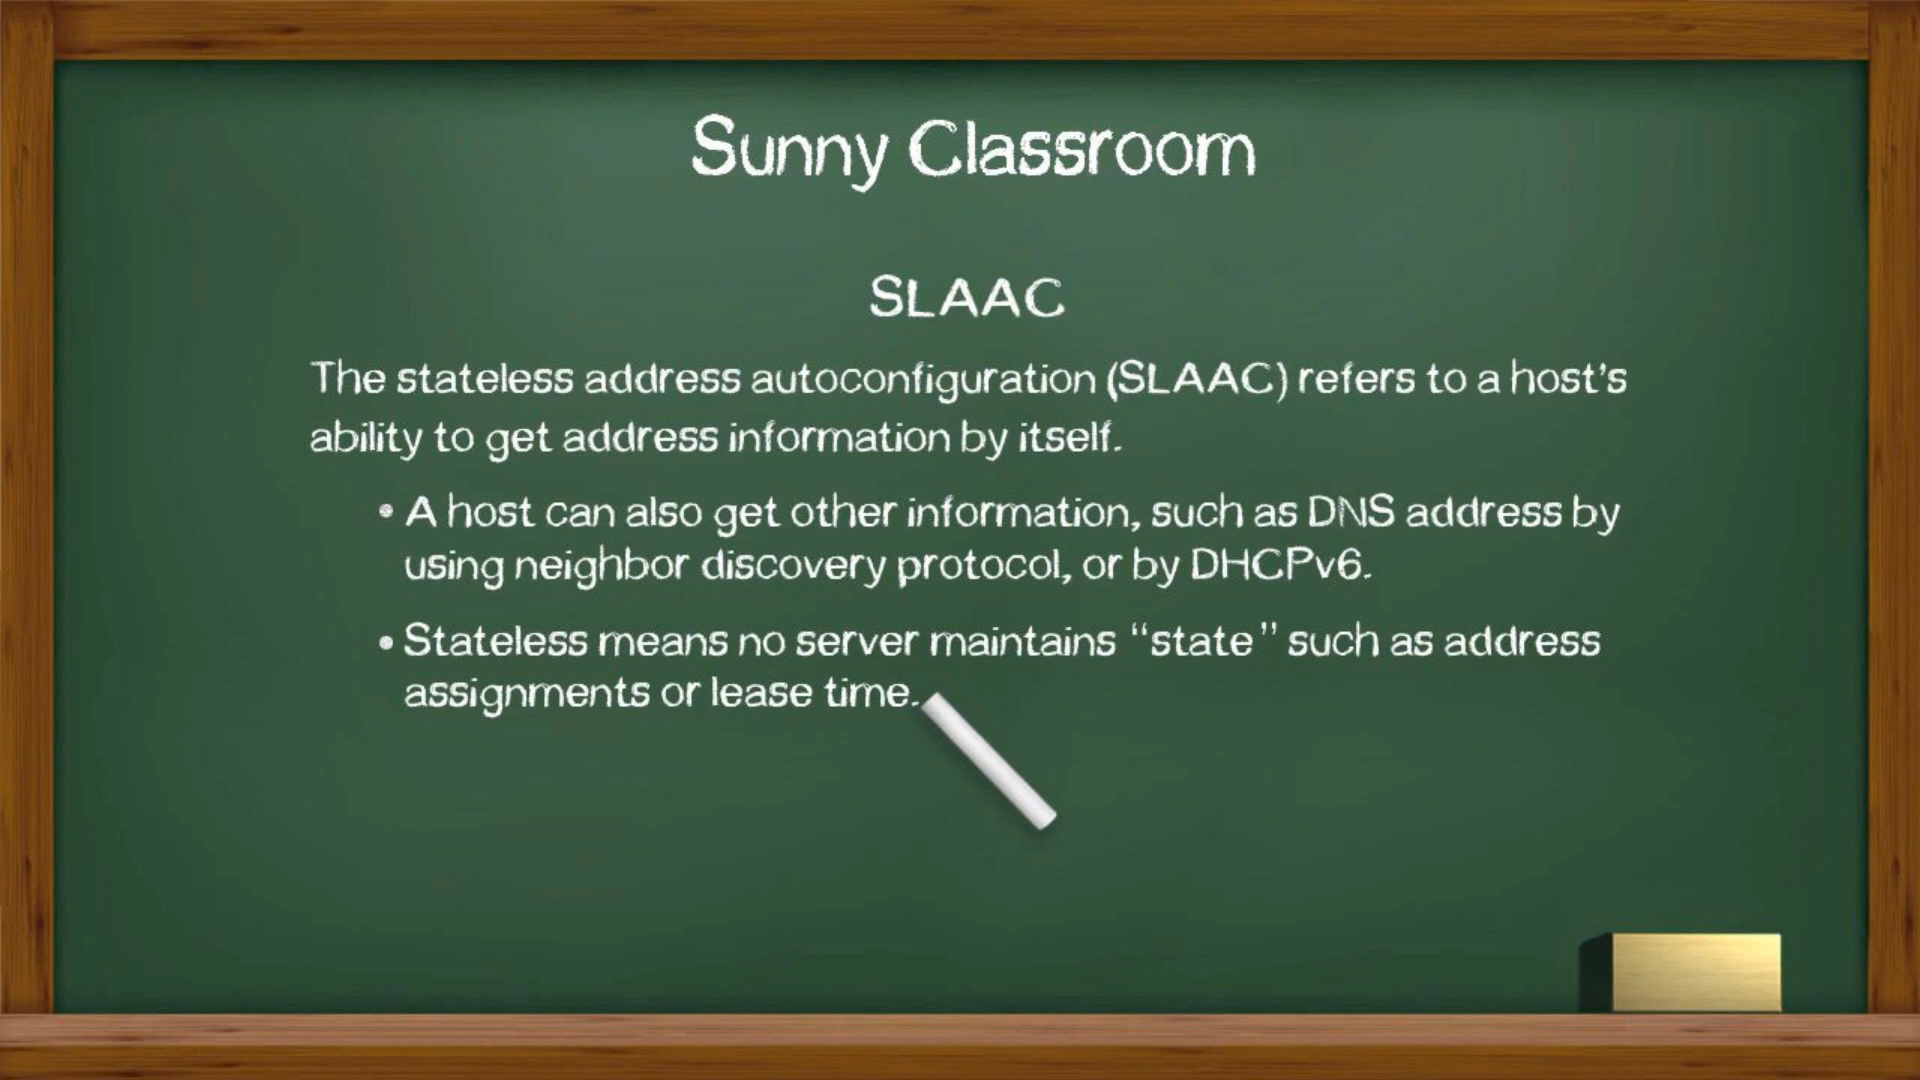 Sunny Classroom
SLAAC
The stateless address autoconfiguration (SLAAC) refers to a host's
ability to get address information by itself.
• A host can also get other information, such as DNS address by
using neighbor discovery protocol, or by DHCPv6.
• Stateless means no server maintains “state” such as address
assignments or lease time.